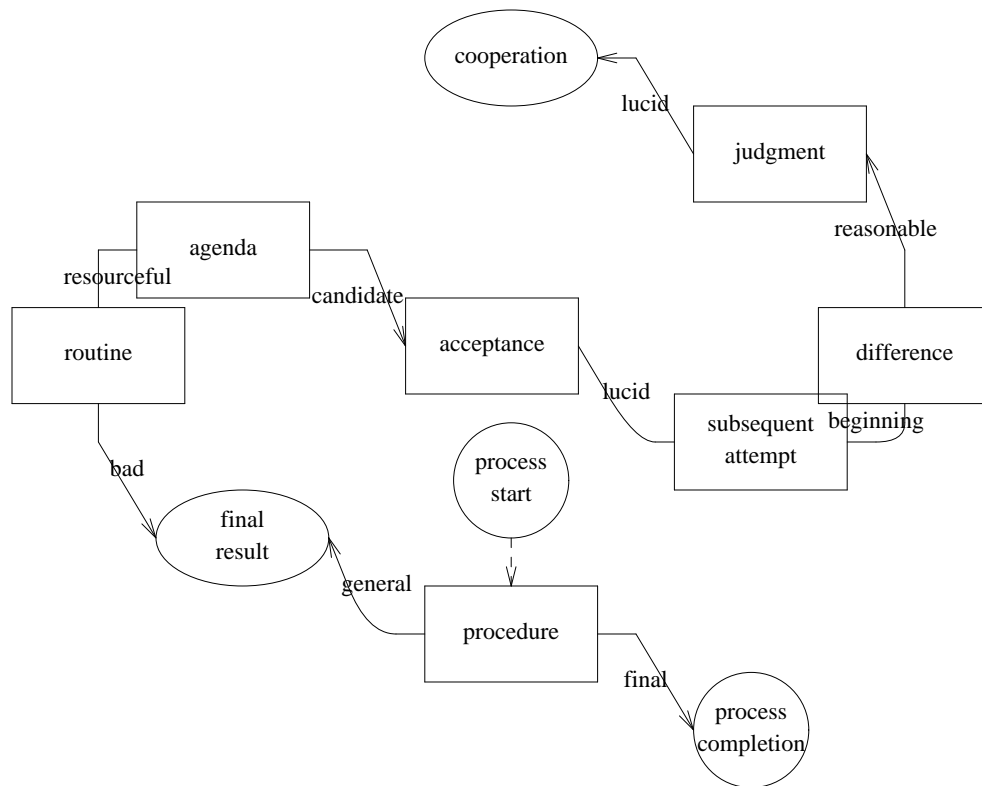 cooperation
lucid
judgment
reasonable
agenda
resourceful
candidate
routine
acceptance
difference
lucid
subsequent
attempt
beginning
process
start
bad
final
result
general
procedure
final
process
completion